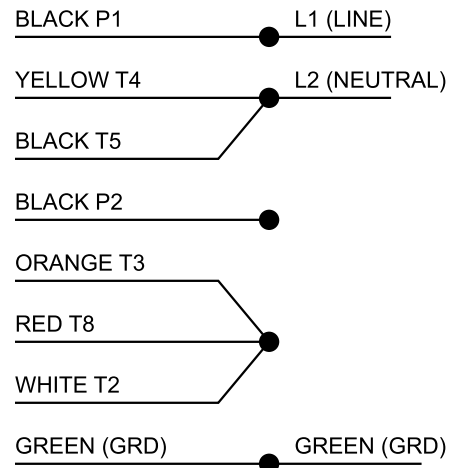 BLACK P1 L1 (LINE)
YELLOW T4 L2 (NEUTRAL)
BLACK T5
BLACK P2
ORANGE T3
RED T8
WHITE T2
GREEN (GRD) GREEN (GRD)